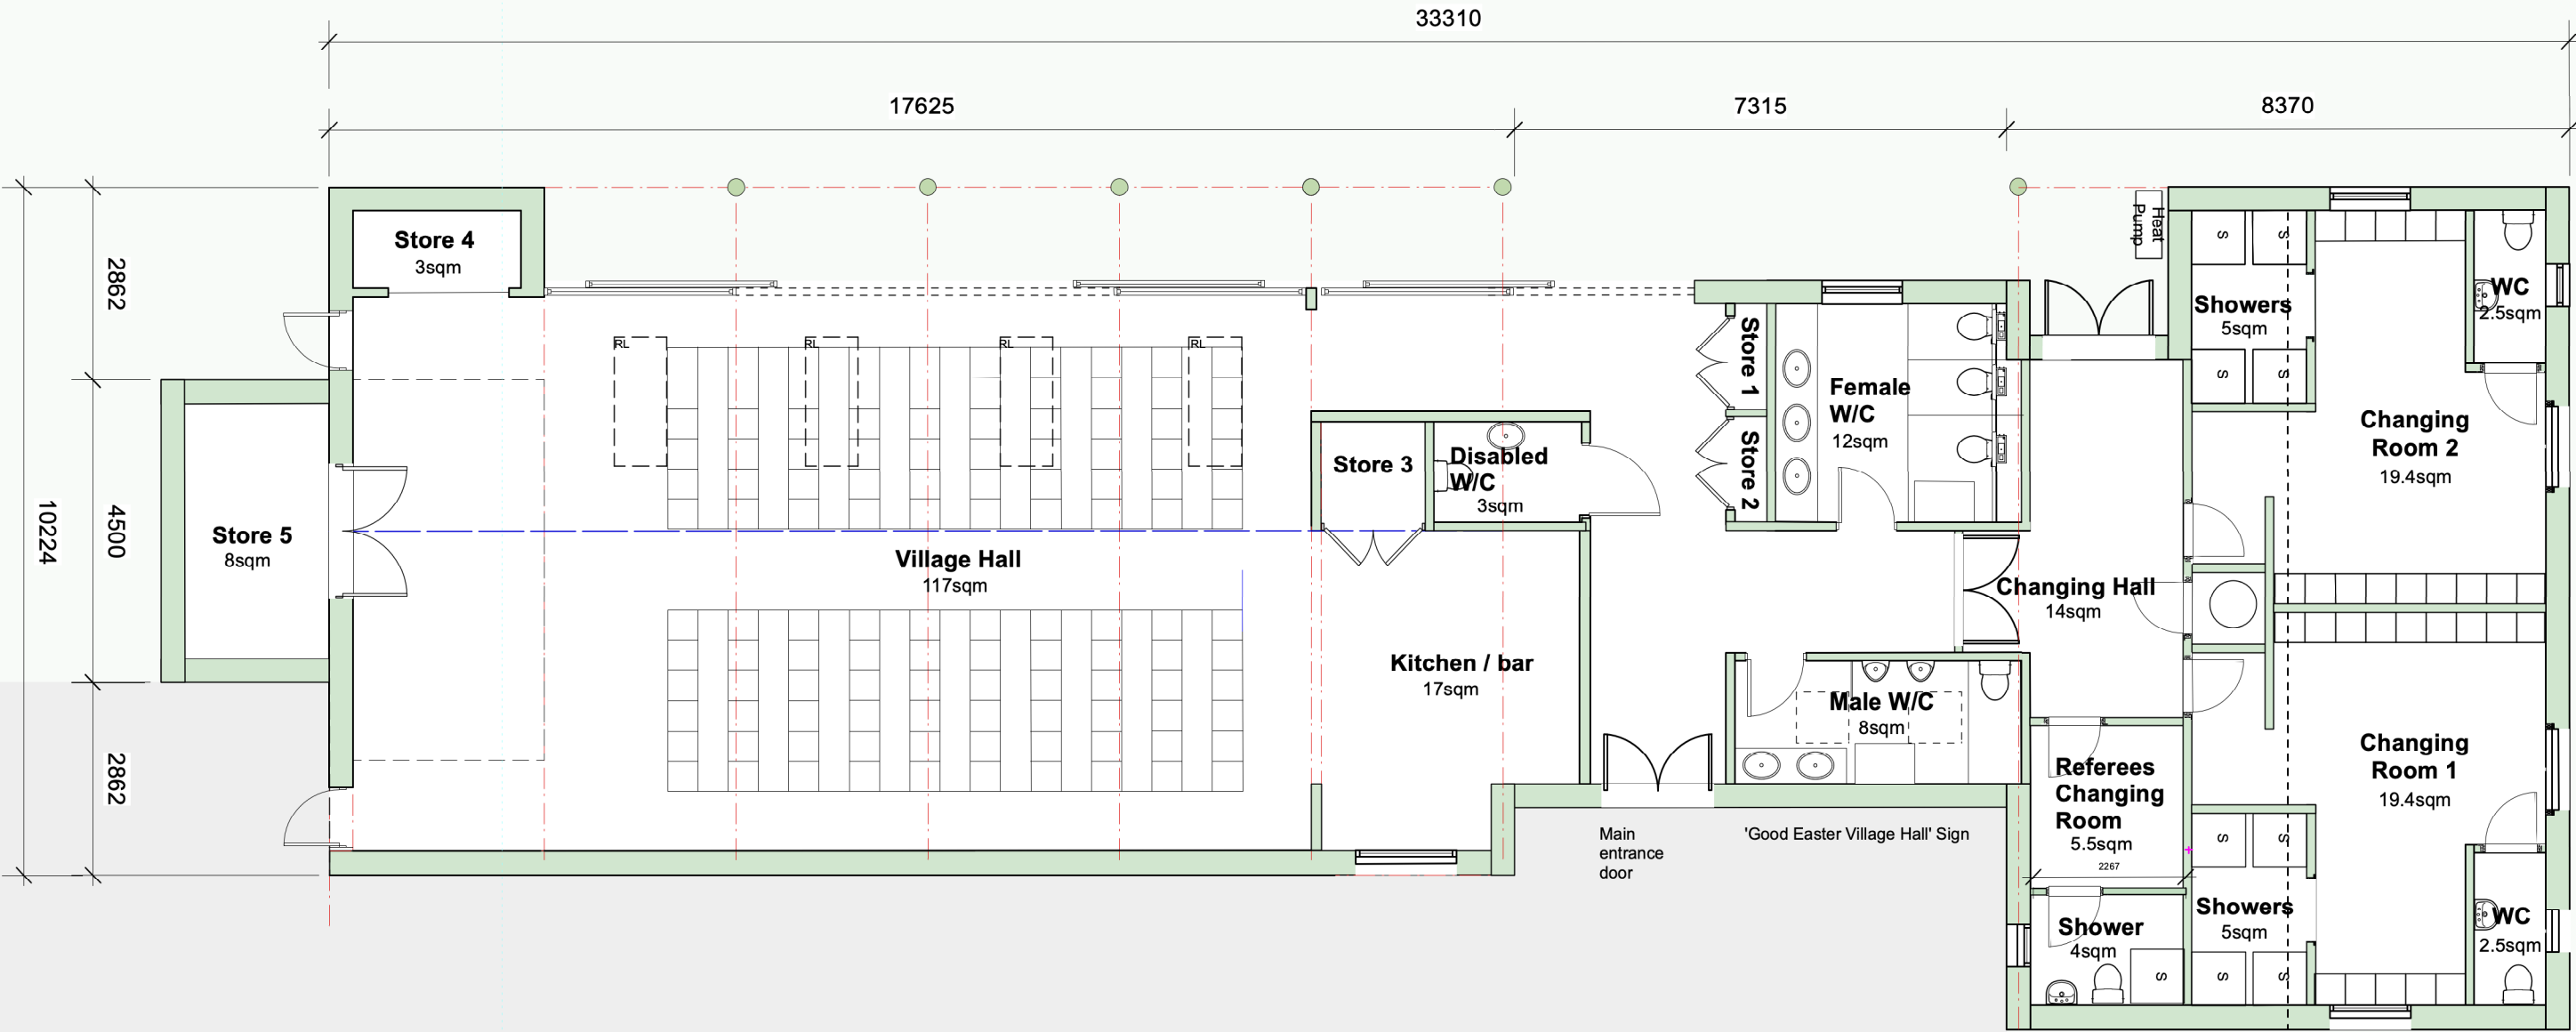 33310
17625
7315
8370
2862
4500
2862
10224
Store 4
3sqm
Heat
Pump
S
S
Showers
5sqm
S
S
WC
2.5sqm
RL
RL
RL
RL
Store 1
Store 2
Female
W/C
12sqm
Changing
Room 2
19.4sqm
Store 3
Disabled
W/C
3sqm
Store 5
8sqm
Village Hall
117sqm
Changing Hall
14sqm
Kitchen / bar
17sqm
Male W/C
8sqm
Changing
Room 1
19.4sqm
Referees
Changing
Room
5.5sqm
2267
Main
entrance
door
'Good Easter Village Hall' Sign
S
S
Showers
5sqm
S
S
WC
2.5sqm
Shower
4sqm
S